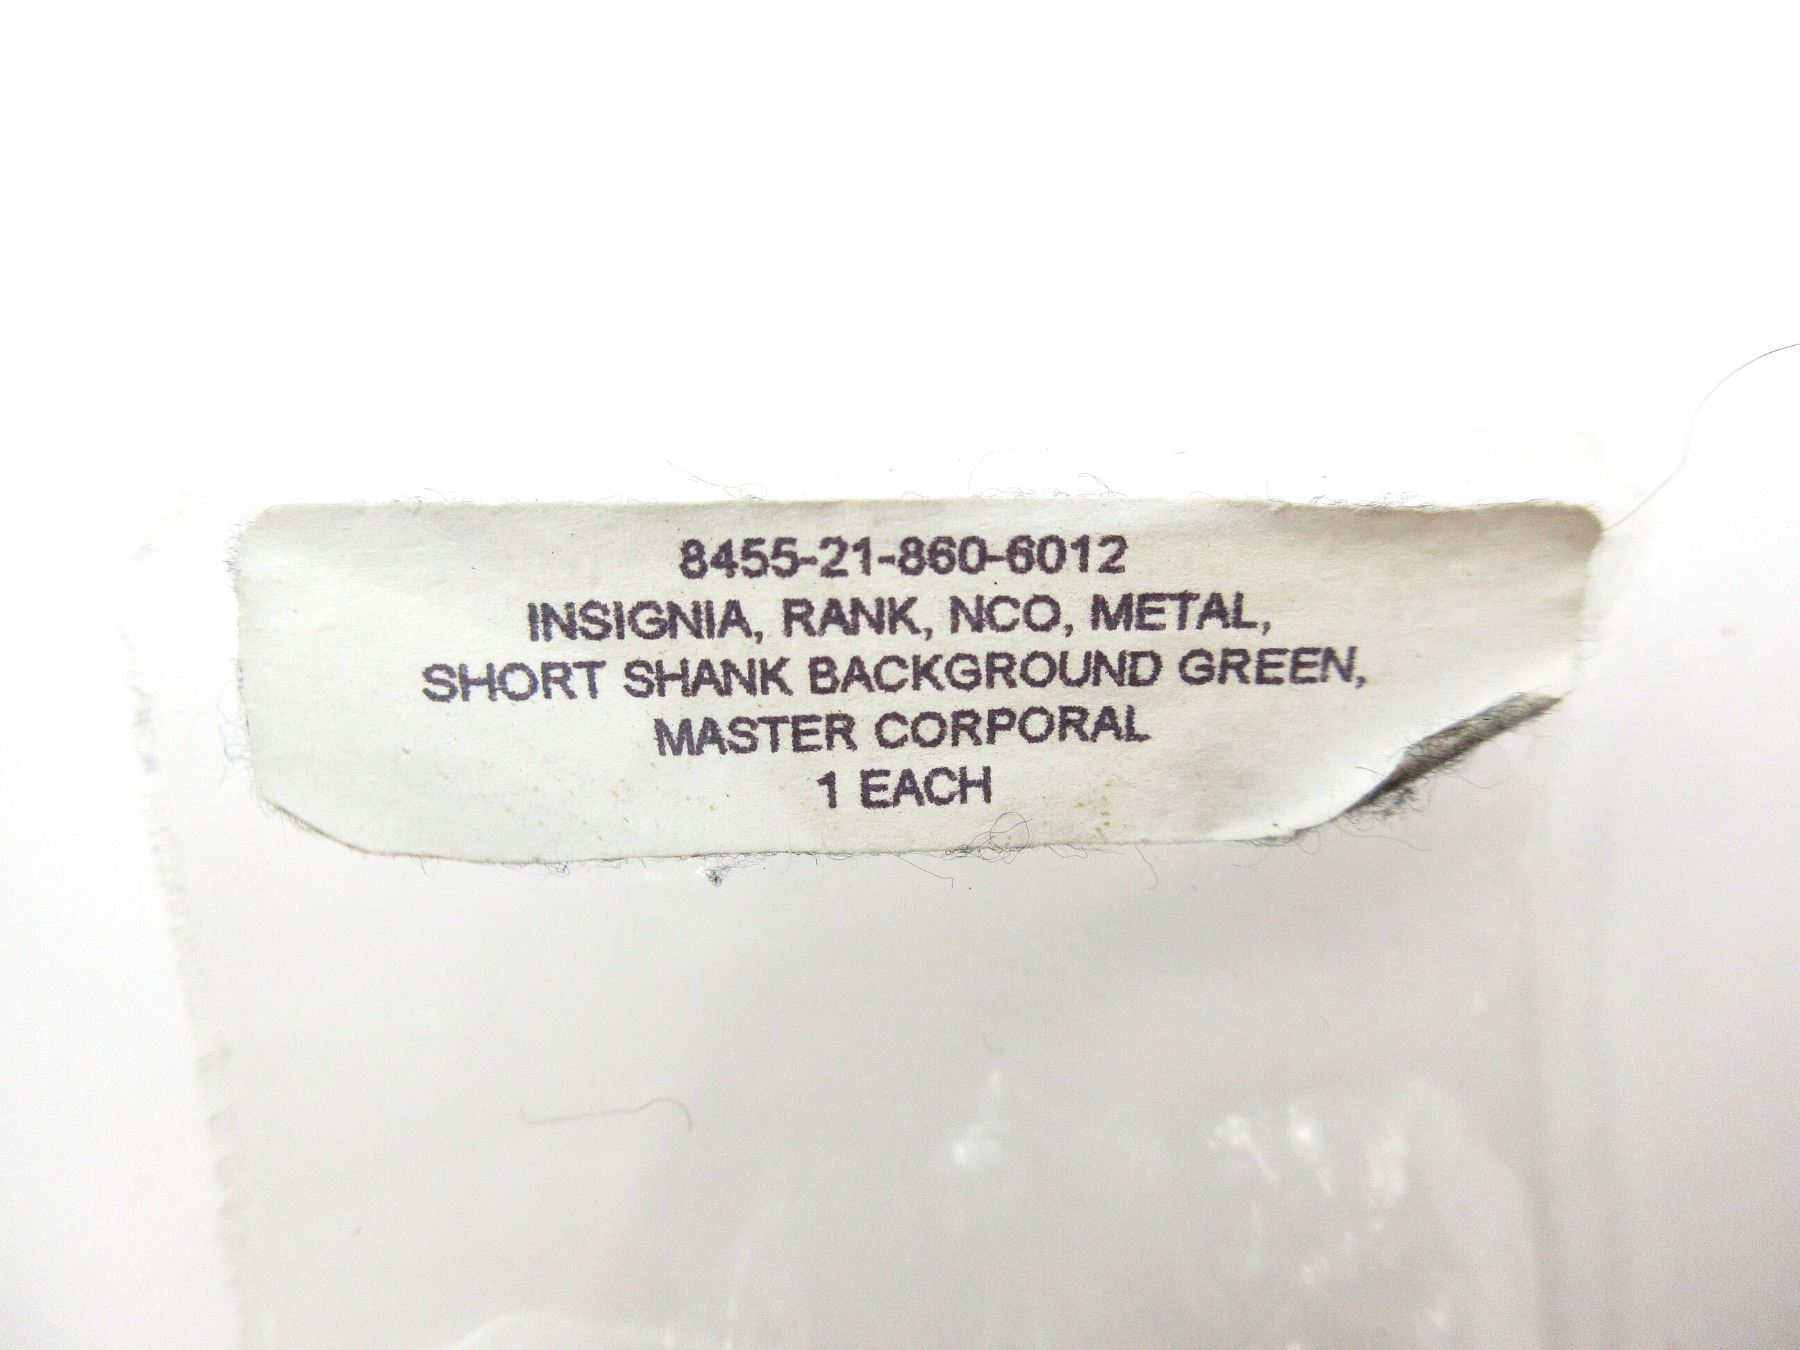 8455-21-860-6012
INSIGNIA, RANK, NCO, METAL,
SHORT SHANK BACKGROUND GREEN,
MASTER CORPORAL
1 EACH